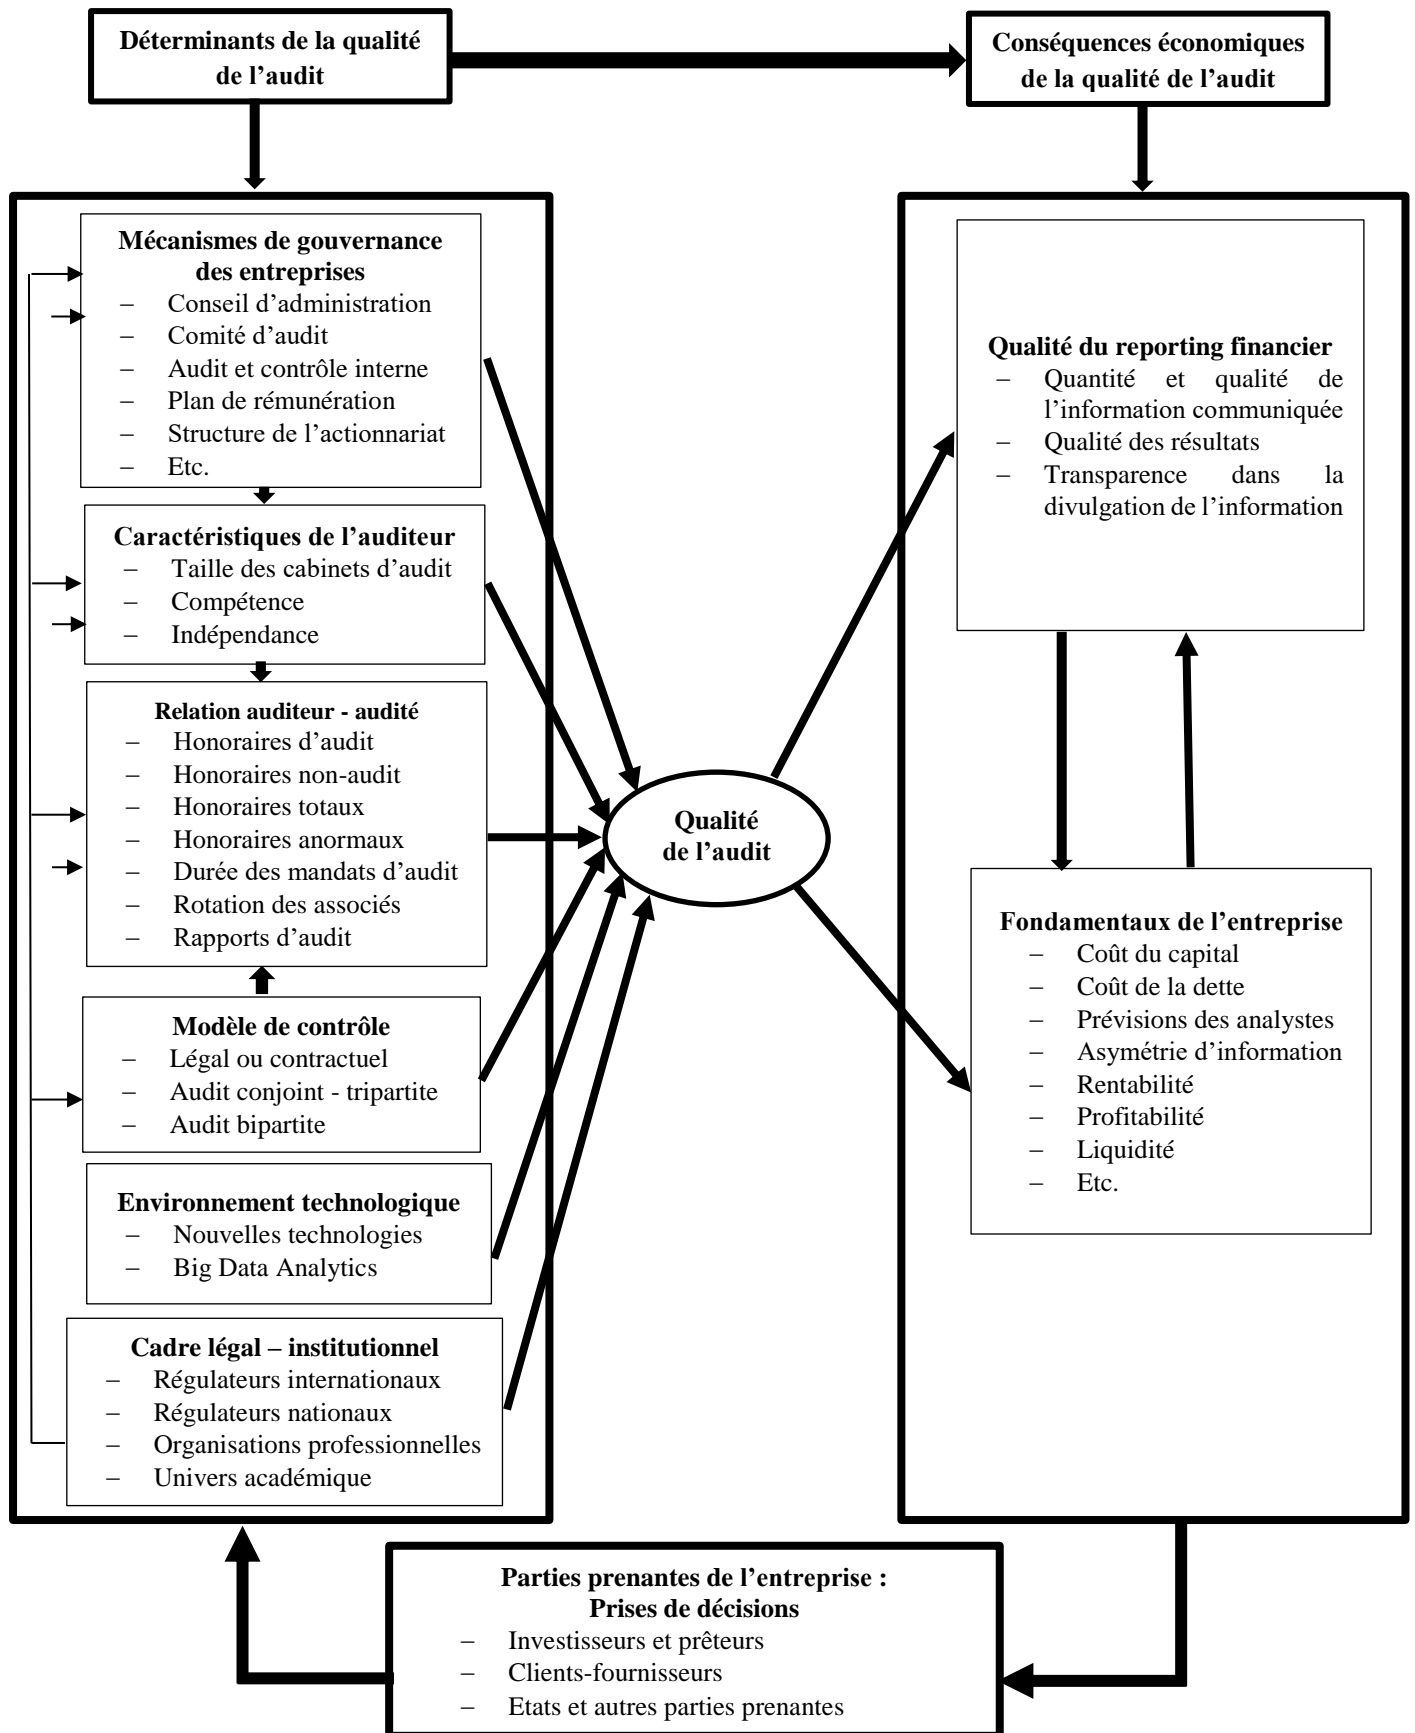 Déterminants de la qualité
de l’audit
Conséquences économiques
de la qualité de l’audit
Mécanismes de gouvernance
des entreprises
– Conseil d’administration
– Comité d’audit
– Audit et contrôle interne
– Plan de rémunération
– Structure de l’actionnariat
– Etc.
Caractéristiques de l’auditeur
– Taille des cabinets d’audit
– Compétence
– Indépendance
Relation auditeur - audité
– Honoraires d’audit
– Honoraires non-audit
– Honoraires totaux
– Honoraires anormaux
– Durée des mandats d’audit
– Rotation des associés
– Rapports d’audit
Modèle de contrôle
– Légal ou contractuel
– Audit conjoint - tripartite
– Audit bipartite
Environnement technologique
– Nouvelles technologies
– Big Data Analytics
Cadre légal – institutionnel
– Régulateurs internationaux
– Régulateurs nationaux
– Organisations professionnelles
– Univers académique
Qualité
de l’audit
Qualité du reporting financier
– Quantité et qualité de
l’information communiquée
– Qualité des résultats
– Transparence dans la
divulgation de l’information
Fondamentaux de l’entreprise
– Coût du capital
– Coût de la dette
– Prévisions des analystes
– Asymétrie d’information
– Rentabilité
– Profitabilité
– Liquidité
– Etc.
Parties prenantes de l’entreprise :
Prises de décisions
– Investisseurs et prêteurs
– Clients-fournisseurs
– Etats et autres parties prenantes